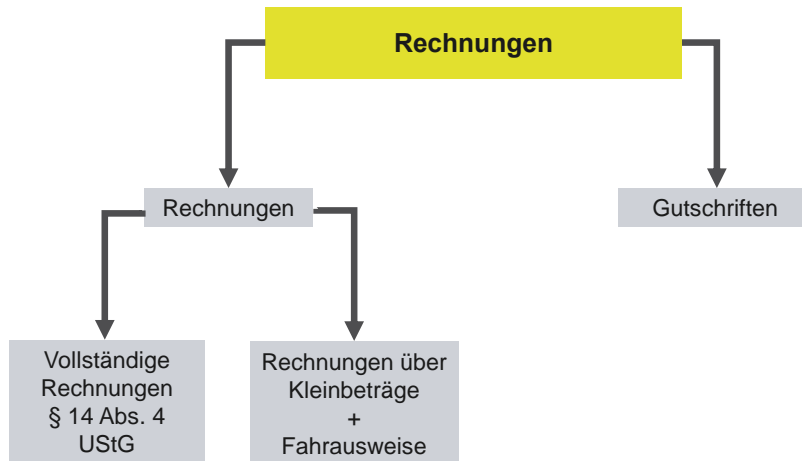 Rechnungen
Rechnungen
Gutschriften
Vollständige
Rechnungen
§ 14 Abs. 4
UStG
Rechnungen über
Kleinbeträge
+
Fahrausweise